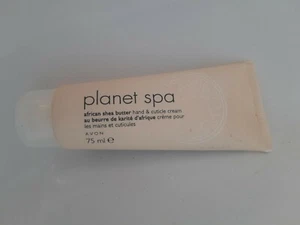 planet spa
african shea butter hand & cuticle cream
au beurre de karité d'afrique crème pour
les mains et cuticules
AVON
75 ml ℮